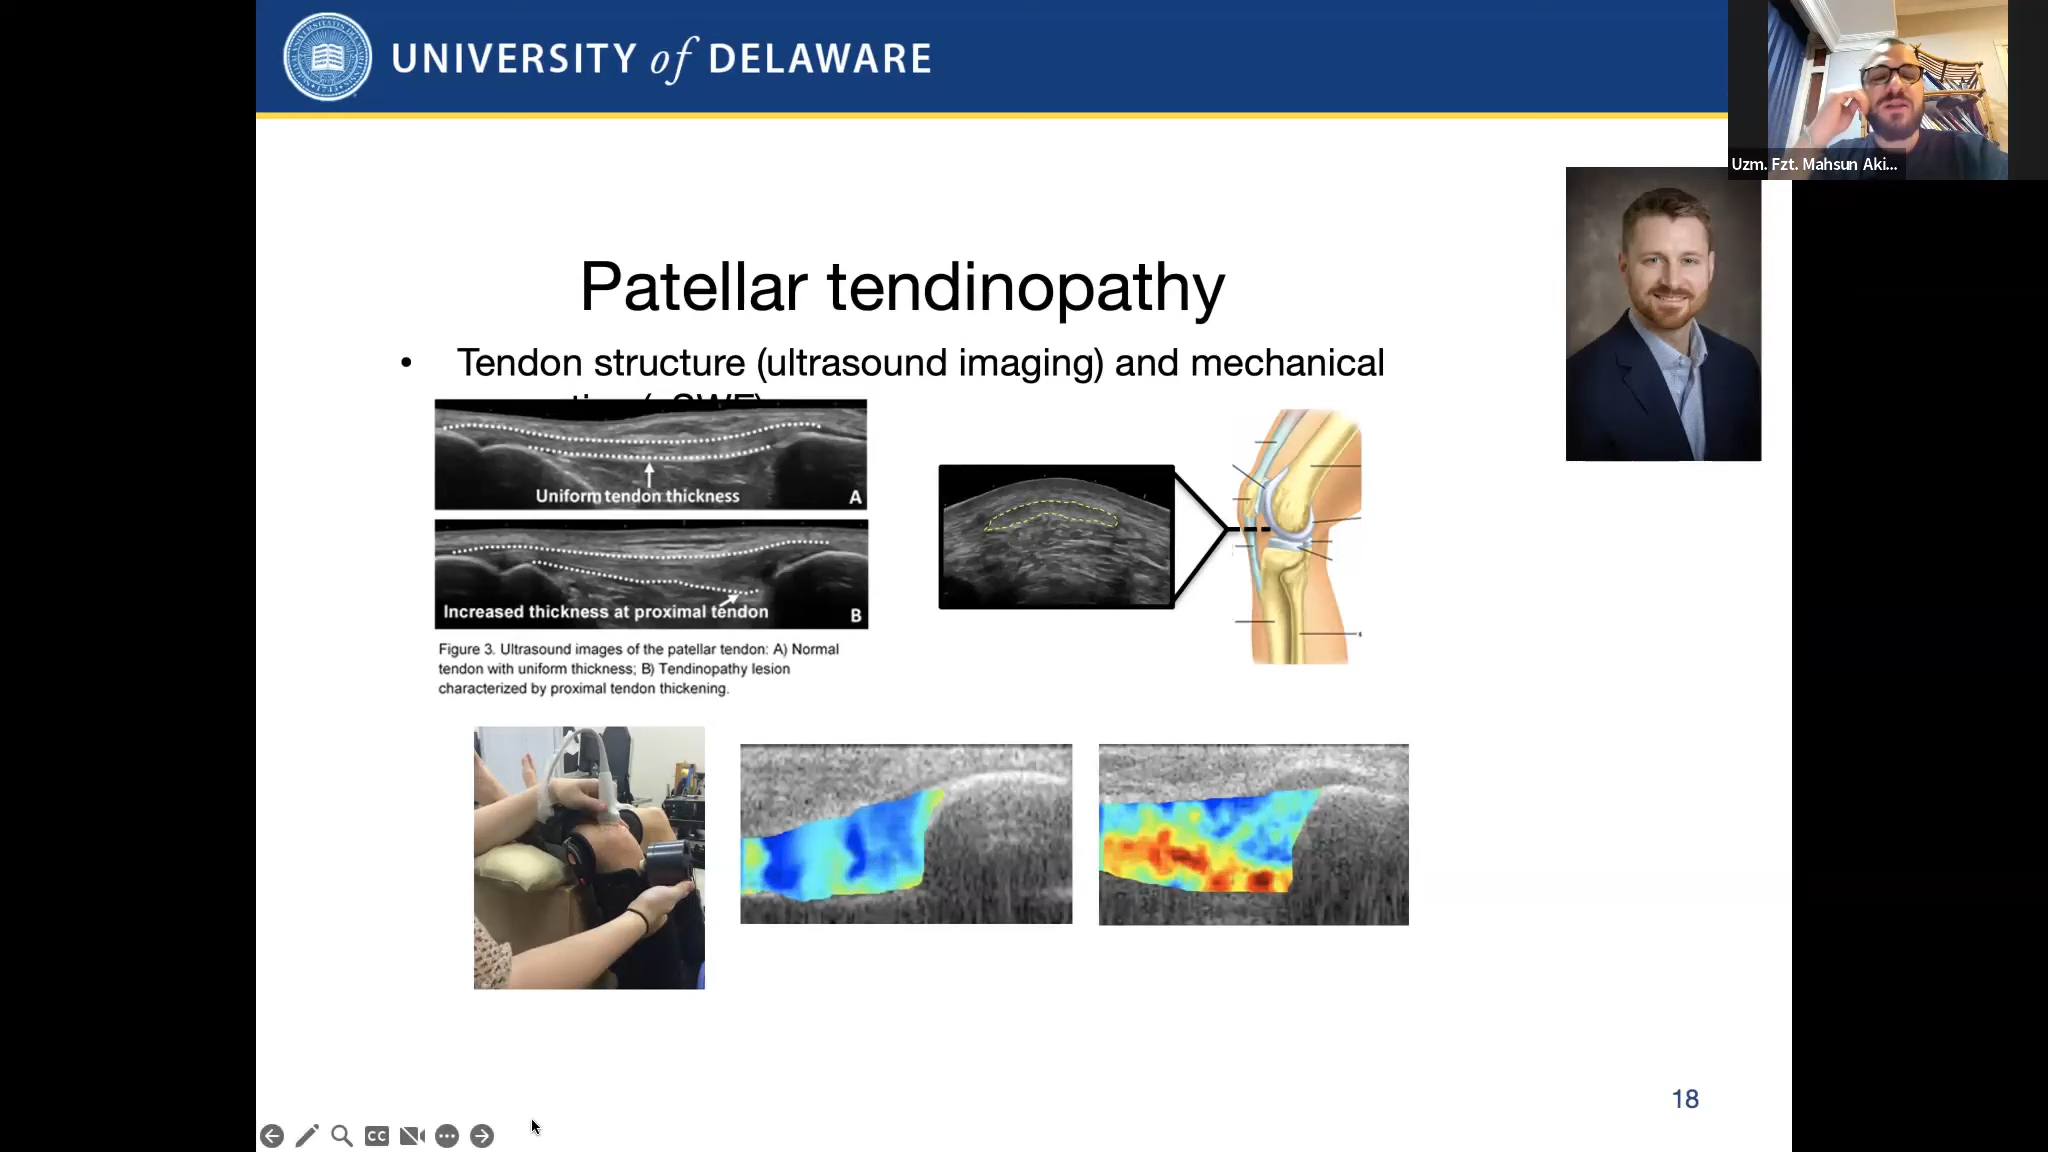 UNIVERSITY of DELAWARE
Uzm. Fzt. Mahsun Aki...
Patellar tendinopathy
• Tendon structure (ultrasound imaging) and mechanical
Uniform tendon thickness
A
Increased thickness at proximal tendon
B
Figure 3. Ultrasound images of the patellar tendon: A) Normal
tendon with uniform thickness; B) Tendinopathy lesion
characterized by proximal tendon thickening.
18
CC